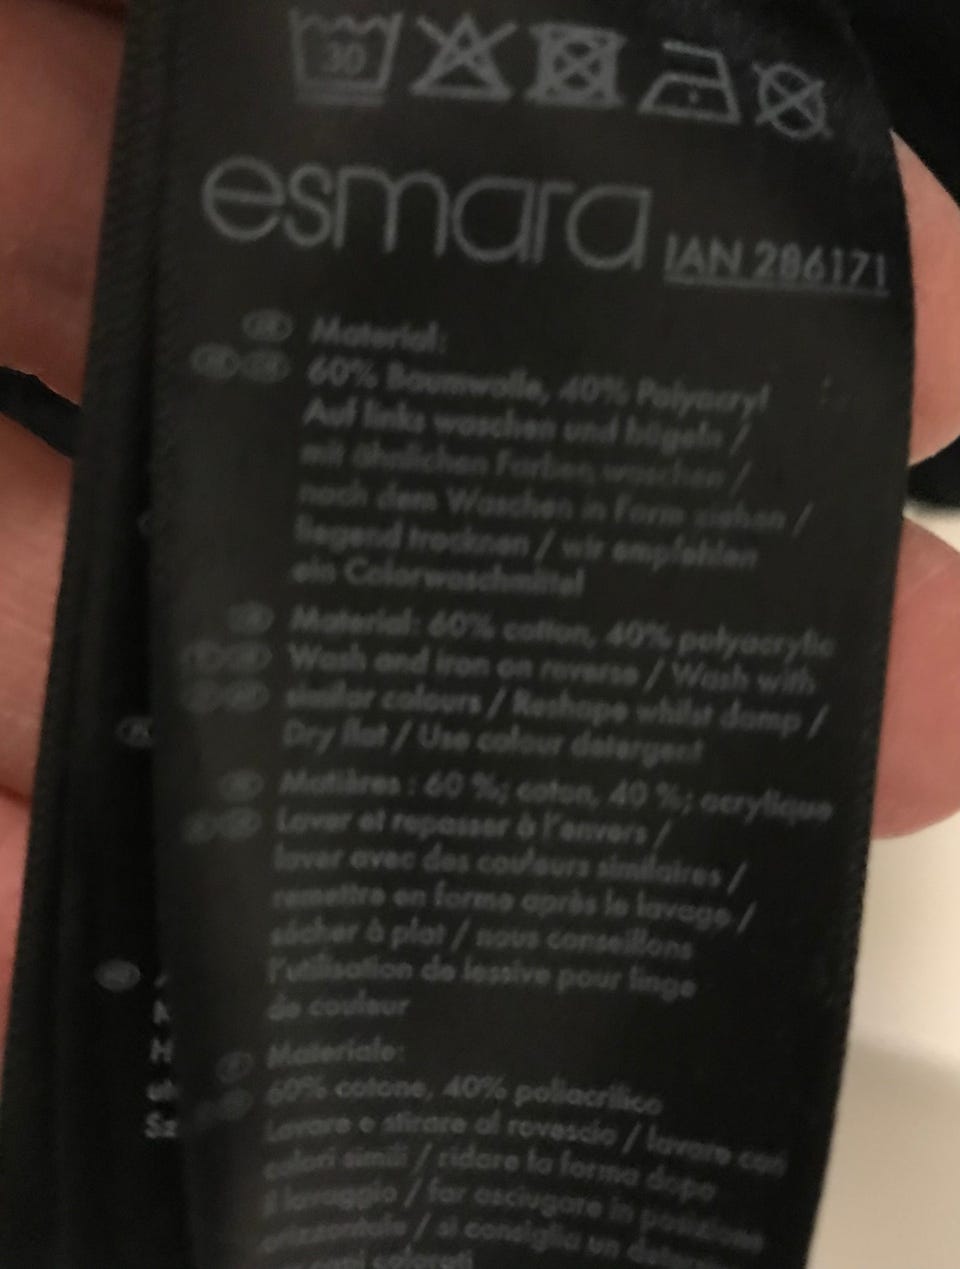 30
esmara IAN 286171
Material:
60% Baumwolle, 40% Polyacryl
Auf links waschen und bügeln /
mit ähnlichen Farben waschen /
nach dem Waschen in Form ziehen /
liegend trocknen / wir empfehlen
ein Colorwaschmittel
Material: 60% cotton, 40% polyacrylic
Wash and iron on reverse / Wash with
similar colours / Reshape whilst damp /
Dry flat / Use colour detergent
Matières : 60 %; coton, 40 %; acrylique
Laver et repasser à l'envers /
laver avec des couleurs similaires /
remettre en forme après le lavage /
sécher à plat / nous conseillons
l'utilisation de lessive pour linge
de couleur
Materiale:
60% cotone, 40% poliacrilico
Lavare e stirare al rovescio / lavare con
colori simili / ridare la forma dopo
il lavaggio / far asciugare in posizione
orizzontale / si consiglia un
colorati
H
Sz